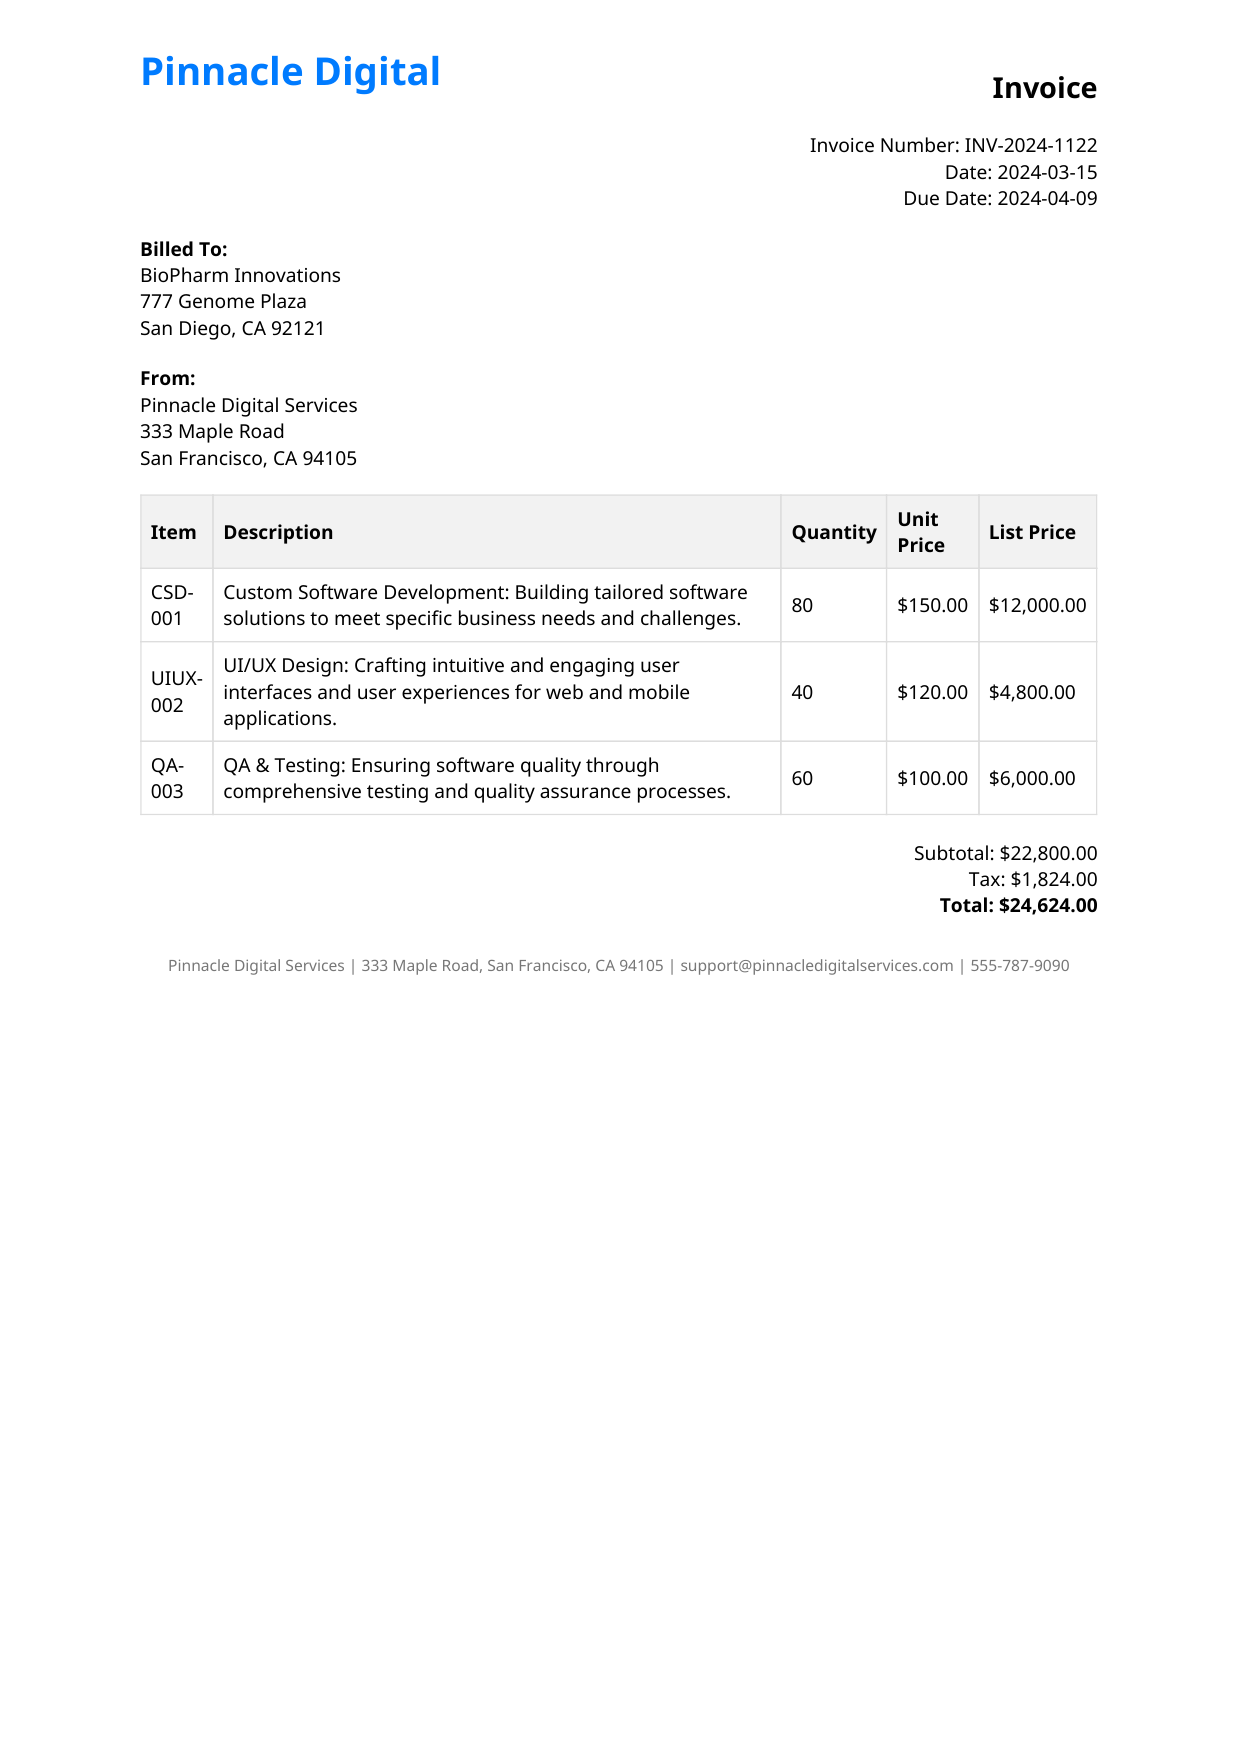 Pinnacle Digital
Invoice
Invoice Number: INV-2024-1122
Date: 2024-03-15
Due Date: 2024-04-09
Billed To:
BioPharm Innovations
777 Genome Plaza
San Diego, CA 92121
From:
Pinnacle Digital Services
333 Maple Road
San Francisco, CA 94105
Item Description Quantity Unit Price List Price
CSD-001 Custom Software Development: Building tailored software
solutions to meet specific business needs and challenges. 80 $150.00 $12,000.00
UIUX-002 UI/UX Design: Crafting intuitive and engaging user
interfaces and user experiences for web and mobile
applications. 40 $120.00 $4,800.00
QA-003 QA & Testing: Ensuring software quality through
comprehensive testing and quality assurance processes. 60 $100.00 $6,000.00
Subtotal: $22,800.00
Tax: $1,824.00
Total: $24,624.00
Pinnacle Digital Services | 333 Maple Road, San Francisco, CA 94105 | support@pinnacledigitalservices.com | 555-787-9090